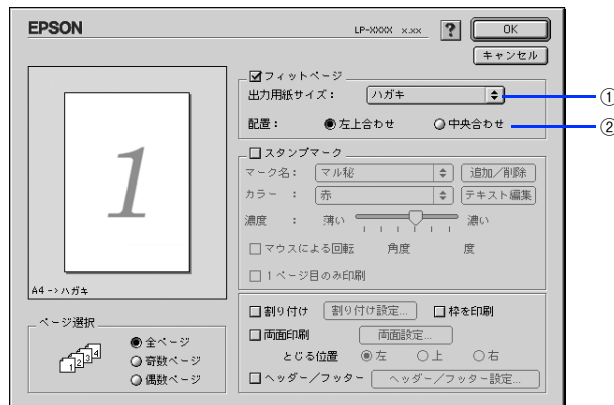 EPSON
LP-XXXX x.xx
?
OK
キャンセル
フィットページ
出力用紙サイズ： ハガキ
①
配置： 左上合わせ 中央合わせ
②
スタンプマーク
マーク名： マル秘 追加／削除
カラー ： 赤 テキスト編集
濃度 ： 薄い 濃い
マウスによる回転 角度 度
1ページ目のみ印刷
1
A4 -> ハガキ
ページ選択
1 2 3 4
全ページ
奇数ページ
偶数ページ
割り付け 割り付け設定... 枠を印刷
両面印刷 両面設定...
とじる位置 左 上 右
ヘッダー／フッター ヘッダー／フッター設定...